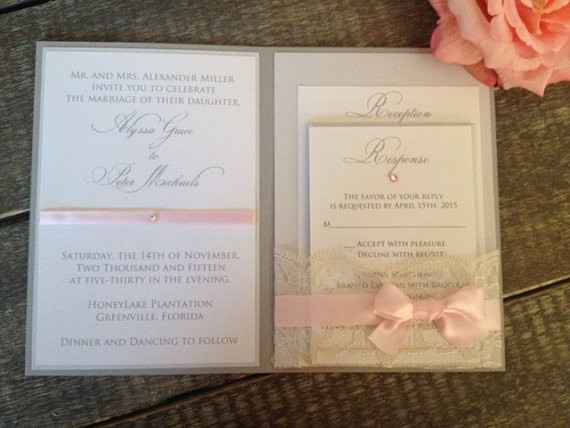 Mr. and Mrs. Alexander Miller
invite you to celebrate
the marriage of their daughter,
Alyssa Grace
to
Peter Michaels
Saturday, the 14th of November,
Two Thousand and Fifteen
at five-thirty in the evening.
HoneyLake Plantation
Greenville, Florida
Dinner and Dancing to follow
Reception
Response
The favor of your reply
is requested by April 15th, 2015
M
accept with pleasure
decline with regret